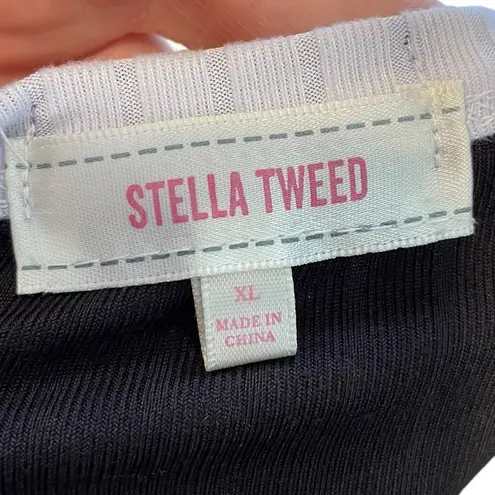 STELLA TWEED
XL
MADE IN
CHINA